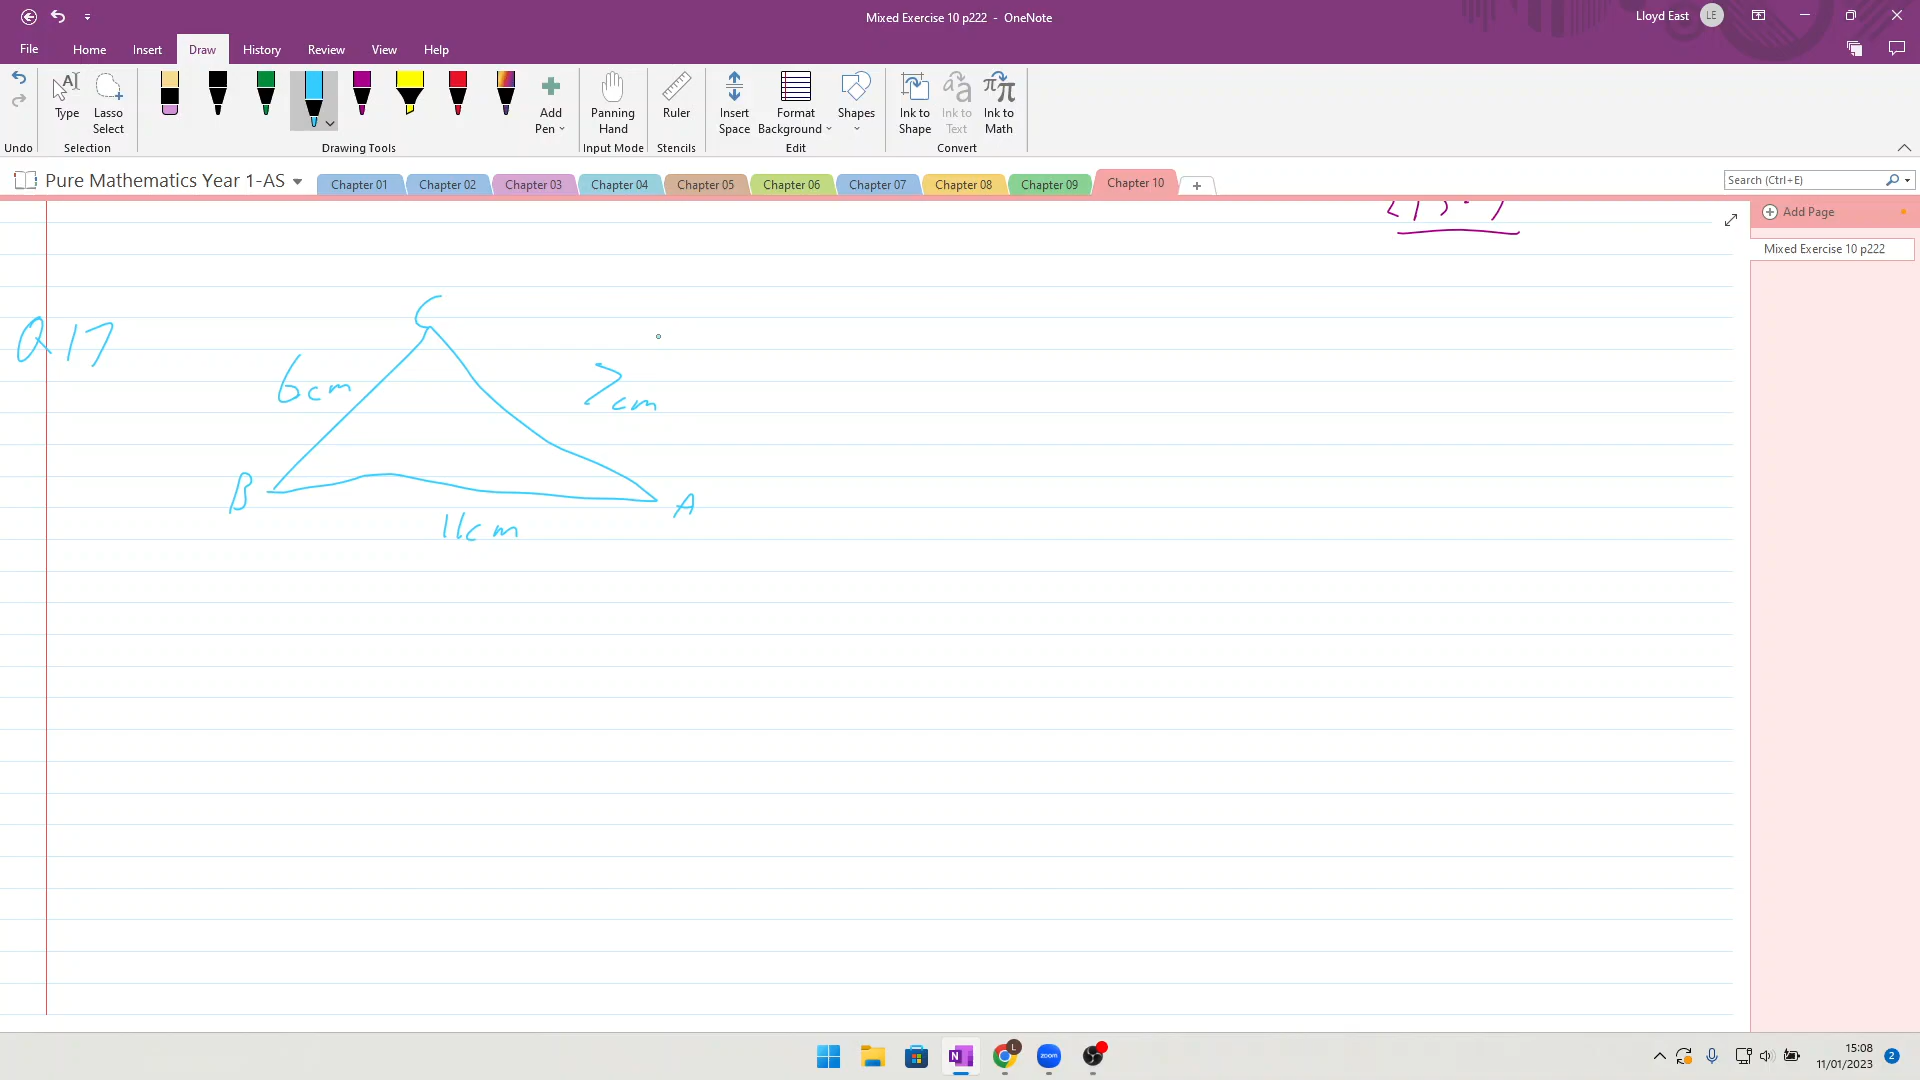 Mixed Exercise 10 p222 - OneNote
Lloyd East
LE
File
Home
Insert
Draw
History
Review
View
Help
Type
Lasso Select
Add Pen
Panning Hand
Ruler
Insert Space
Format Background
Shapes
Ink to Shape
Ink to Text
Ink to Math
Undo
Selection
Drawing Tools
Input Mode
Stencils
Edit
Convert
Pure Mathematics Year 1-AS
Chapter 01
Chapter 02
Chapter 03
Chapter 04
Chapter 05
Chapter 06
Chapter 07
Chapter 08
Chapter 09
Chapter 10
Search (Ctrl+E)
Add Page
Mixed Exercise 10 p222
Q17
C
6cm
7cm
B
A
11cm
zoom
L
15:08
11/01/2023
2